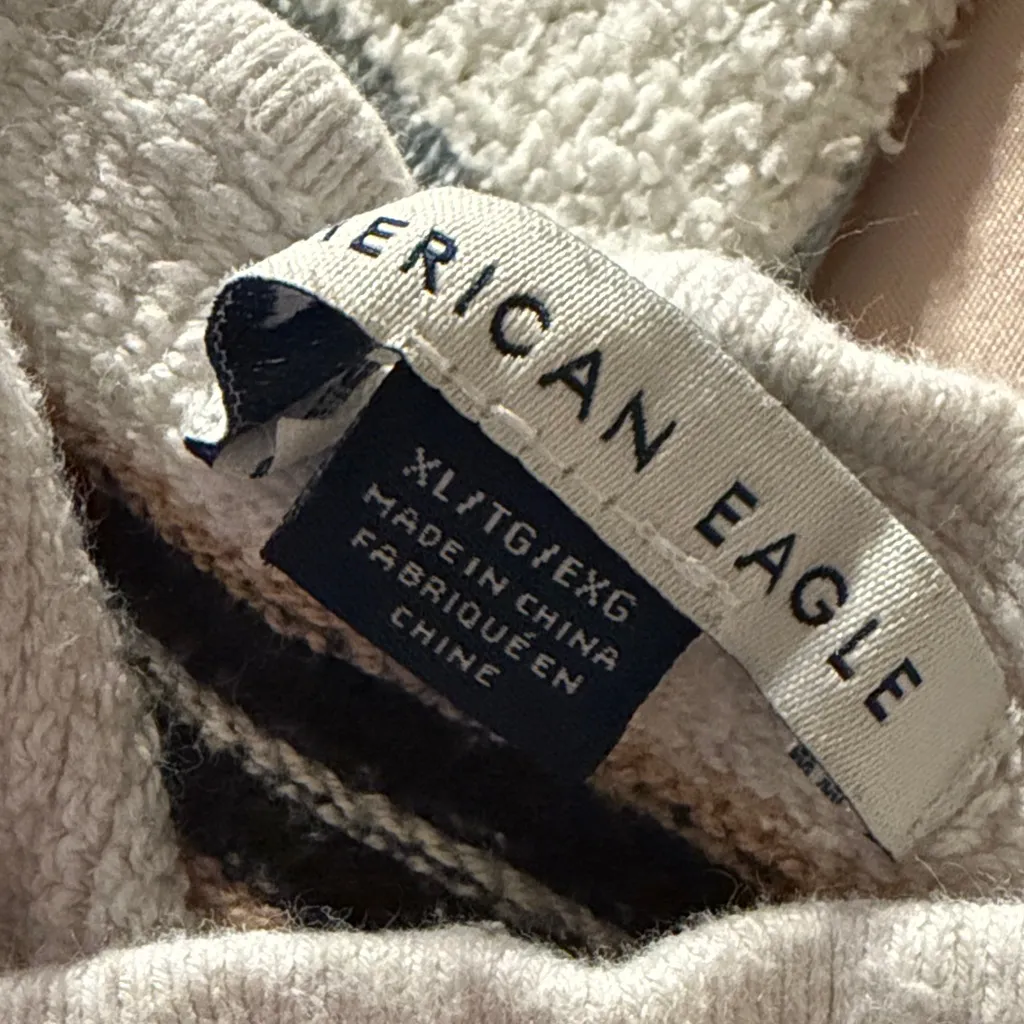 ERICAN EAGLE
XL/TG/EXG
MADE IN CHINA
FABRIQUÉ EN
CHINE